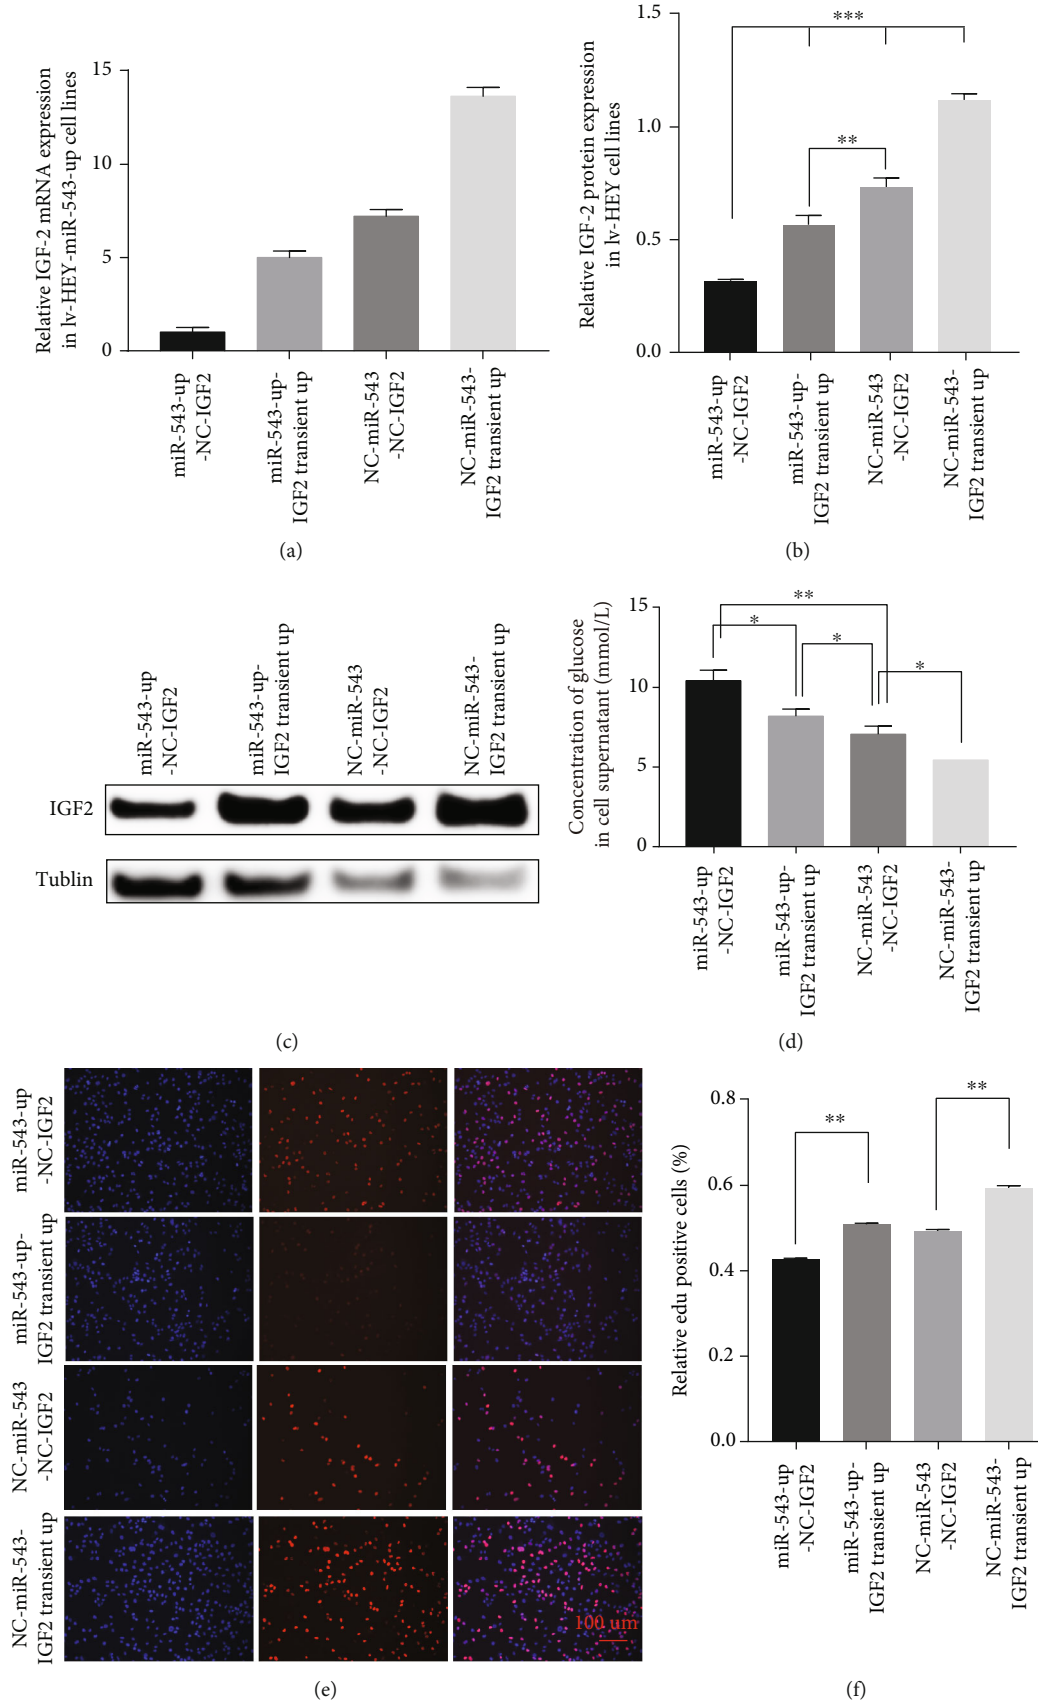 Relative IGF-2 mRNA expression
in lv-HEY-miR-543-up cell lines
15
10
5
0
miR-543-up
-NC-IGF2
miR-543-up-
IGF2 transient up
NC-miR-543
-NC-IGF2
NC-miR-543-
IGF2 transient up
(a)
Relative IGF-2 protein expression
in lv-HEY cell lines
1.5
1.0
0.5
0.0
***
**
miR-543-up
-NC-IGF2
miR-543-up-
IGF2 transient up
NC-miR-543
-NC-IGF2
NC-miR-543-
IGF2 transient up
(b)
miR-543-up
-NC-IGF2
miR-543-up-
IGF2 transient up
NC-miR-543
-NC-IGF2
NC-miR-543-
IGF2 transient up
IGF2
Tublin
(c)
Concentration of glucose
in cell supernatant (mmol/L)
15
10
5
0
**
*
*
*
miR-543-up
-NC-IGF2
miR-543-up-
IGF2 transient up
NC-miR-543
-NC-IGF2
NC-miR-543-
IGF2 transient up
(d)
miR-543-up
-NC-IGF2
miR-543-up-
IGF2 transient up
NC-miR-543
-NC-IGF2
NC-miR-543-
IGF2 transient up
100 um
(e)
Relative edu positive cells (%)
0.8
0.6
0.4
0.2
0.0
**
**
miR-543-up
-NC-IGF2
miR-543-up-
IGF2 transient up
NC-miR-543
-NC-IGF2
NC-miR-543-
IGF2 transient up
(f)